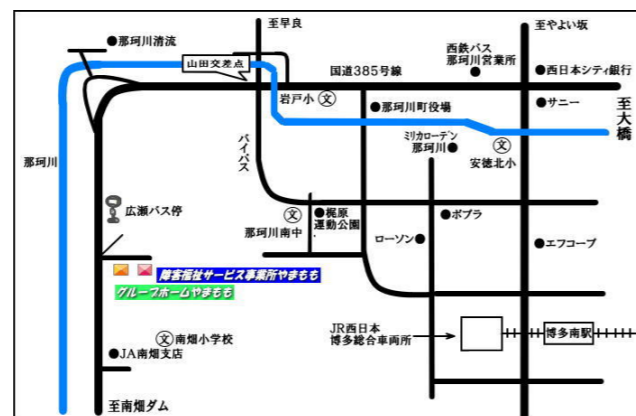 至早良
至やよい坂
●那珂川清流
山田交差点
国道385号線
西鉄バス
那珂川営業所
●西日本シティ銀行
岩戸小 文
●那珂川町役場
●サニー
至大橋
那珂川
バイパス
ミリカローデン
那珂川●
文
安徳北小
広瀬バス停
文
那珂川南中
●梶原
運動公園
●ポプラ
ローソン●
●エフコープ
障害福祉サービス事業所やまもも
グループホームやまもも
JR西日本
博多総合車両所
博多南駅
文南畑小学校
●JA南畑支店
至南畑ダム